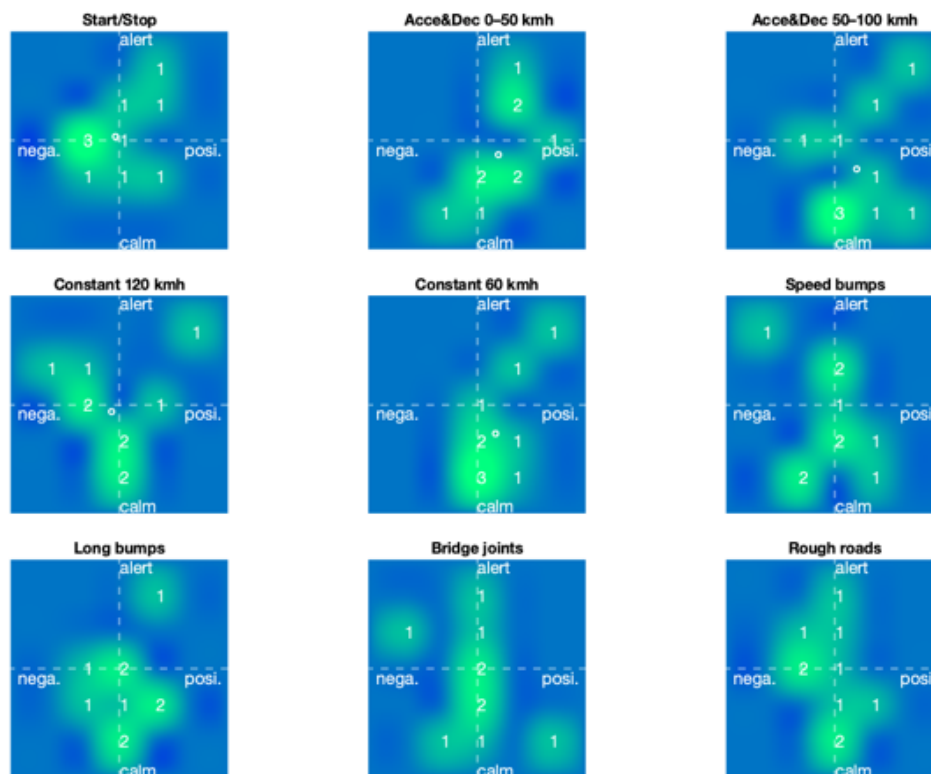 Start/Stop
alert
1
1 1
3 1
nega. posi.
1 1 1
calm
Acce&Dec 0–50 kmh
alert
1
2
1
nega. posi.
2 2
1 1
calm
Acce&Dec 50–100 kmh
alert
1
1
1 1
nega. posi.
1
3 1 1
calm
Constant 120 kmh
alert
1
1 1
2 1
nega. posi.
2
2
calm
Constant 60 kmh
alert
1
1
1
nega. posi.
2 1
3 1
calm
Speed bumps
alert
1
2
1
nega. posi.
2 1
2 1
calm
Long bumps
alert
1
1 2
nega. posi.
1 1 2
2
calm
Bridge joints
alert
1
1 1
2
nega. posi.
2
1 1 1
calm
Rough roads
alert
1
1 1
2 1
nega. posi.
1 1
2
calm